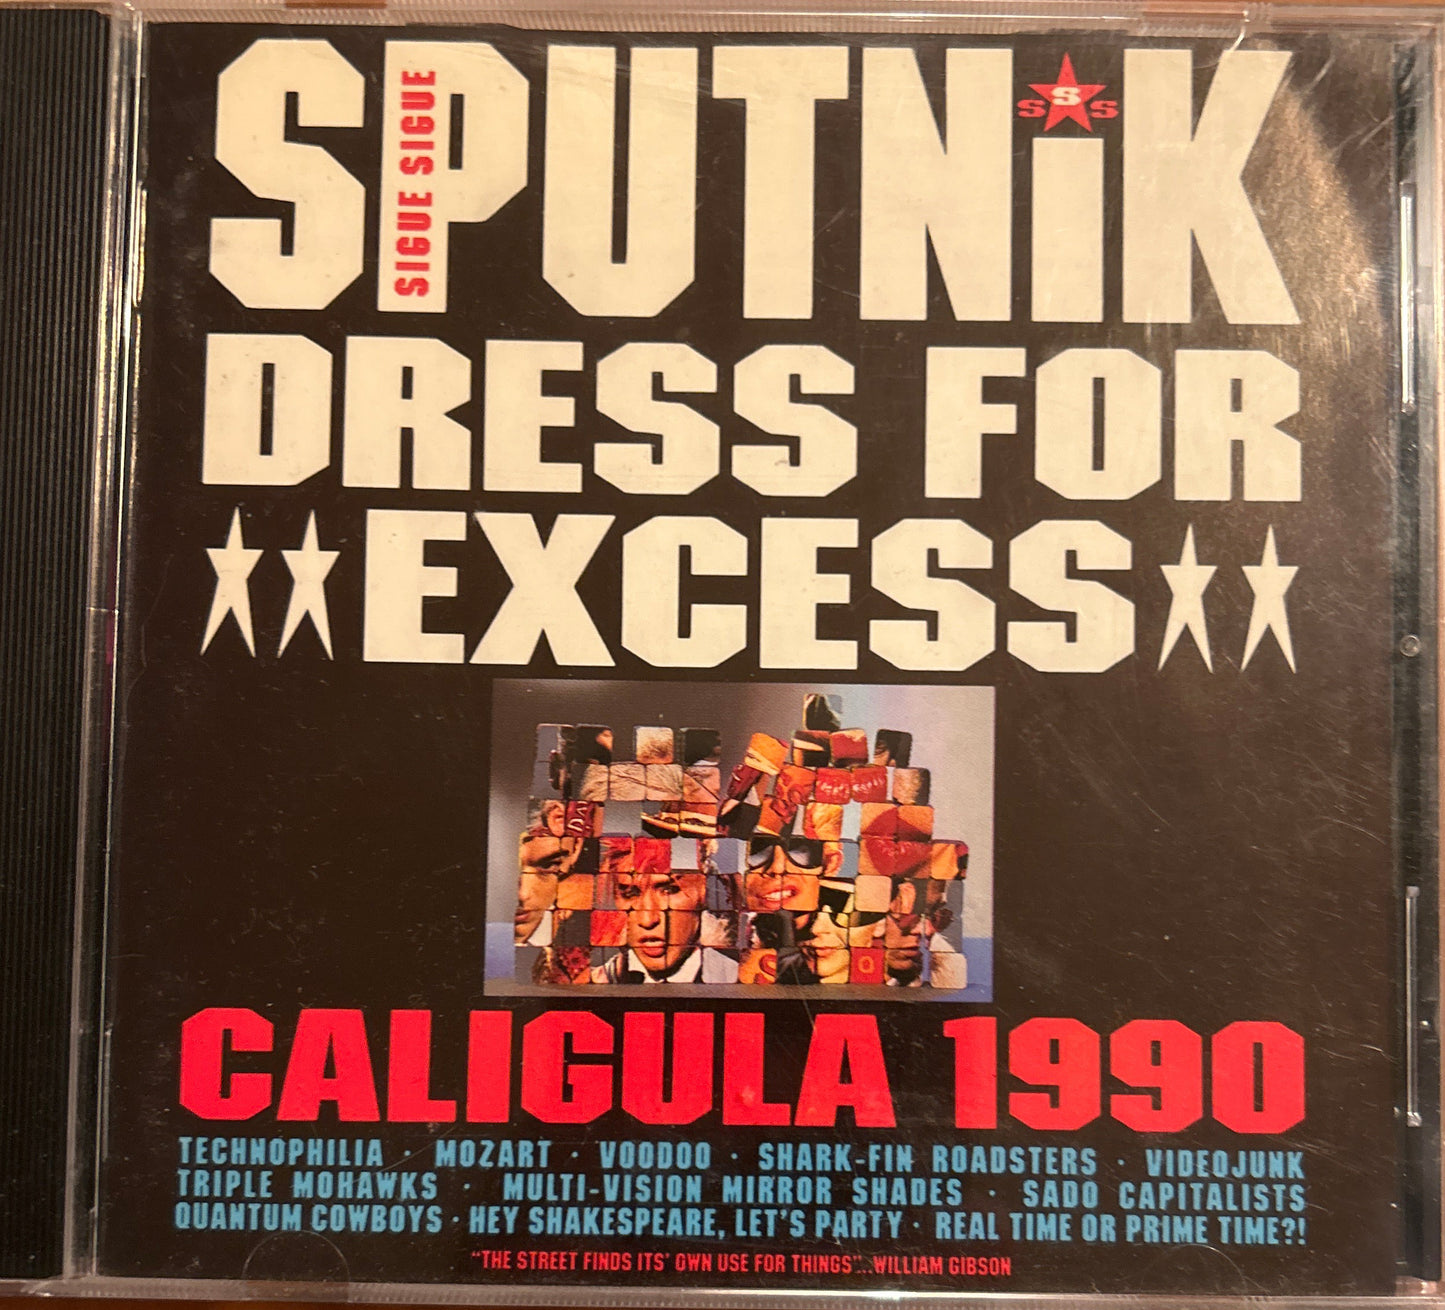 SPUTNiK
SIGUE SIGUE
SSS
DRESS FOR
EXCESS
CALIGULA 1990
TECHNOPHILIA · MOZART · VOODOO · SHARK-FIN ROADSTERS · VIDEOJUNK
TRIPLE MOHAWKS · MULTI-VISION MIRROR SHADES · SADO CAPITALISTS
QUANTUM COWBOYS · HEY SHAKESPEARE, LET'S PARTY · REAL TIME OR PRIME TIME?!
"THE STREET FINDS ITS' OWN USE FOR THINGS"...WILLIAM GIBSON